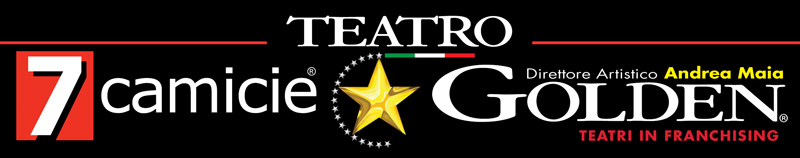 TEATRO
7 camicie®
Direttore Artistico Andrea Maia
GOLDEN®
TEATRI IN FRANCHISING